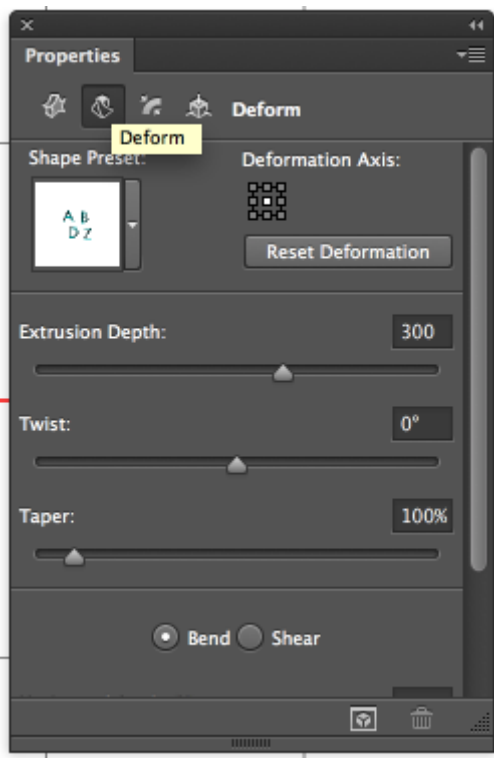 Properties
Deform
Deform
Shape Preset:
Deformation Axis:
A B
D Z
Reset Deformation
Extrusion Depth:
300
Twist:
0°
Taper:
100%
Bend
Shear